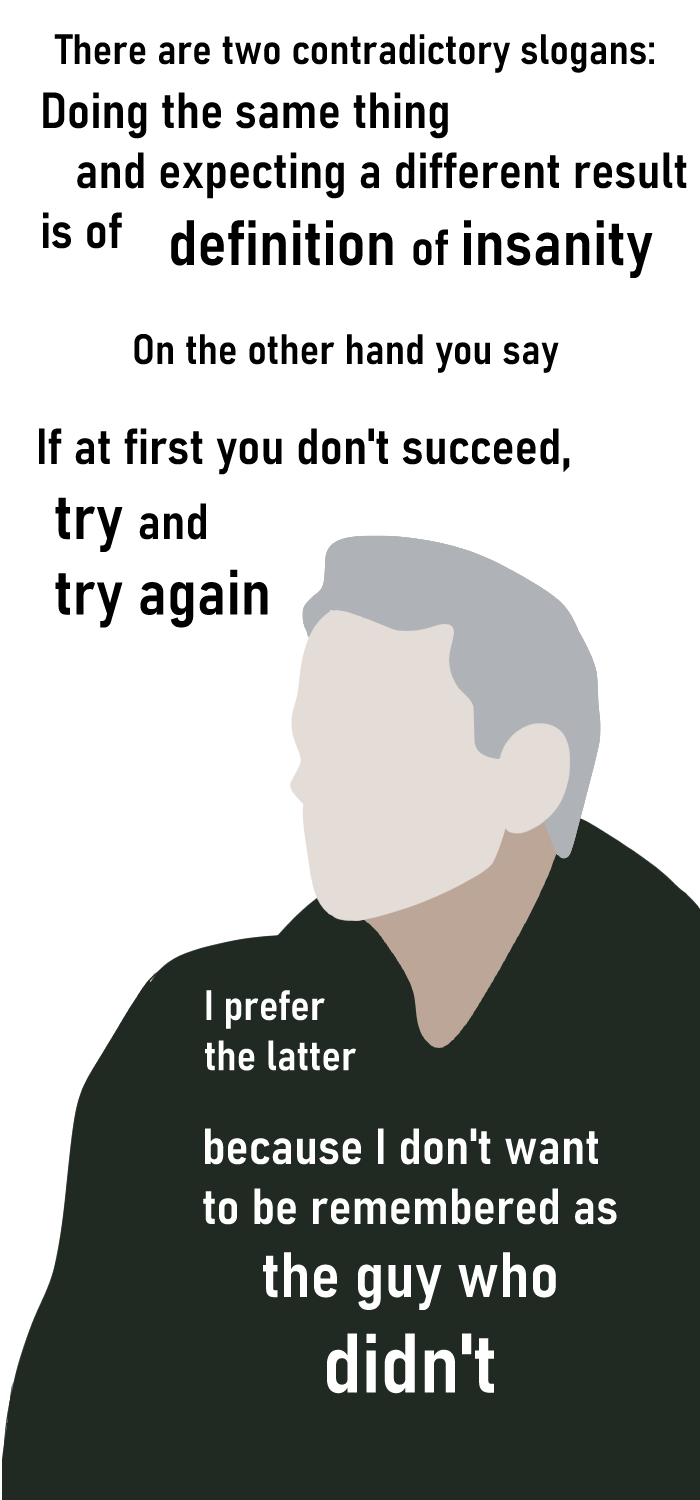 There are two contradictory slogans:
Doing the same thing
and expecting a different result
is of definition of insanity
On the other hand you say
If at first you don't succeed,
try and
try again
I prefer
the latter
because I don't want
to be remembered as
the guy who
didn't